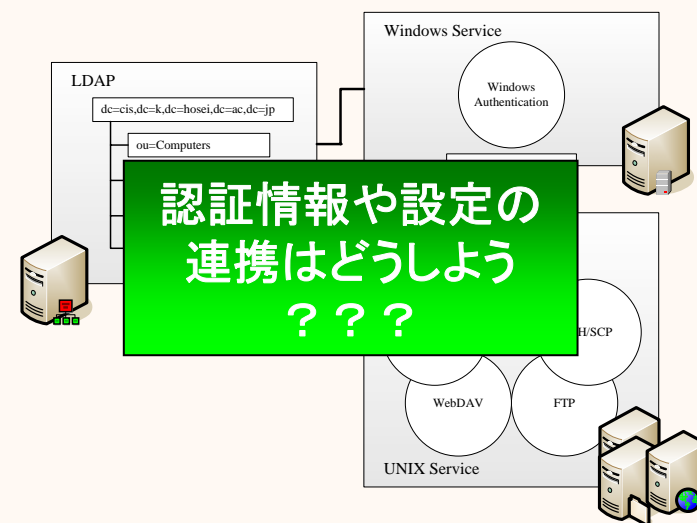 Windows Service
LDAP
Windows
Authentication
dc=cis,dc=k,dc=hosei,dc=ac,dc=jp
ou=Computers
認証情報や設定の
連携はどうしよう
？？？
H/SCP
WebDAV
FTP
UNIX Service